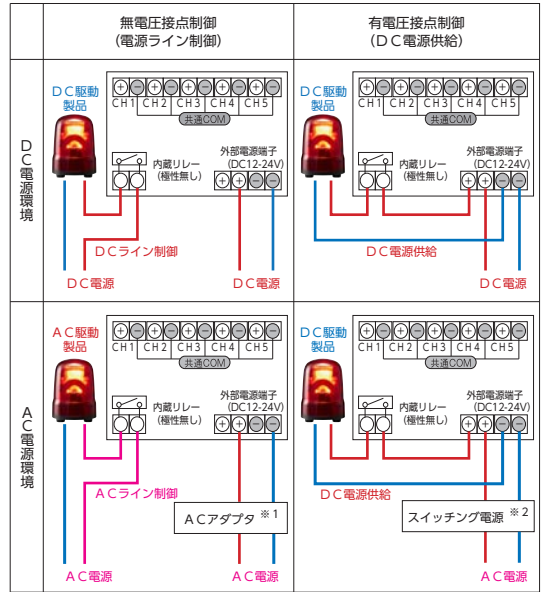 無電圧接点制御
(電源ライン制御)
有電圧接点制御
(DC電源供給)
DC電源環境
DC駆動
製品
CH1 CH2 CH3 CH4 CH5
共通COM
内蔵リレー
(極性無し)
外部電源端子
(DC12-24V)
DCライン制御
DC電源
DC電源
DC駆動
製品
CH1 CH2 CH3 CH4 CH5
共通COM
内蔵リレー
(極性無し)
外部電源端子
(DC12-24V)
DC電源供給
DC電源
AC電源環境
AC駆動
製品
CH1 CH2 CH3 CH4 CH5
共通COM
内蔵リレー
(極性無し)
外部電源端子
(DC12-24V)
ACライン制御
ACアダプタ ※1
AC電源
AC電源
DC駆動
製品
CH1 CH2 CH3 CH4 CH5
共通COM
内蔵リレー
(極性無し)
外部電源端子
(DC12-24V)
DC電源供給
スイッチング電源 ※2
AC電源